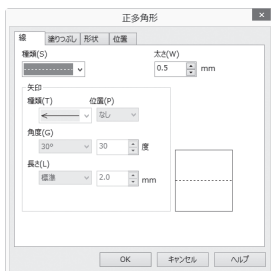 正多角形
×
線 塗りつぶし 形状 位置
種類(S) 太さ(W)
0.5 mm
矢印
種類(T) 位置(P)
なし
角度(G)
30° 30 度
長さ(L)
標準 2.0 mm
OK キャンセル ヘルプ